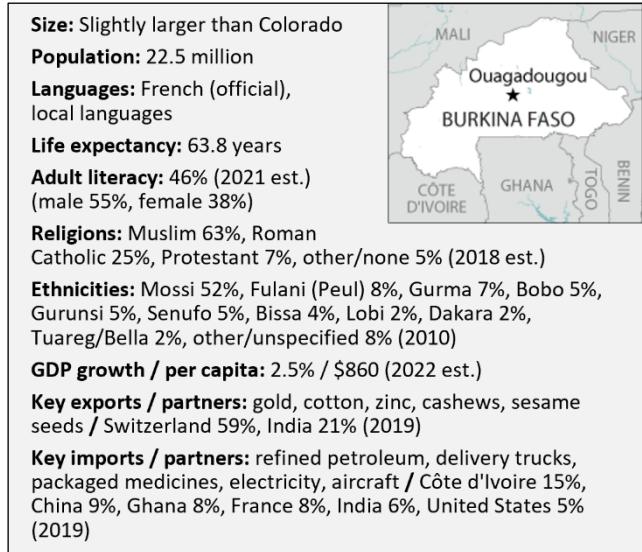 Size: Slightly larger than Colorado
Population: 22.5 million
Languages: French (official),
local languages
Life expectancy: 63.8 years
Adult literacy: 46% (2021 est.)
(male 55%, female 38%)
Religions: Muslim 63%, Roman
Catholic 25%, Protestant 7%, other/none 5% (2018 est.)
Ethnicities: Mossi 52%, Fulani (Peul) 8%, Gurma 7%, Bobo 5%,
Gurunsi 5%, Senufo 5%, Bissa 4%, Lobi 2%, Dakara 2%,
Tuareg/Bella 2%, other/unspecified 8% (2010)
GDP growth / per capita: 2.5% / $860 (2022 est.)
Key exports / partners: gold, cotton, zinc, cashews, sesame
seeds / Switzerland 59%, India 21% (2019)
Key imports / partners: refined petroleum, delivery trucks,
packaged medicines, electricity, aircraft / Côte d'Ivoire 15%,
China 9%, Ghana 8%, France 8%, India 6%, United States 5%
(2019)
MALI
NIGER
Ouagadougou
BURKINA FASO
CÔTE
D'IVOIRE
GHANA
TOGO
BENIN